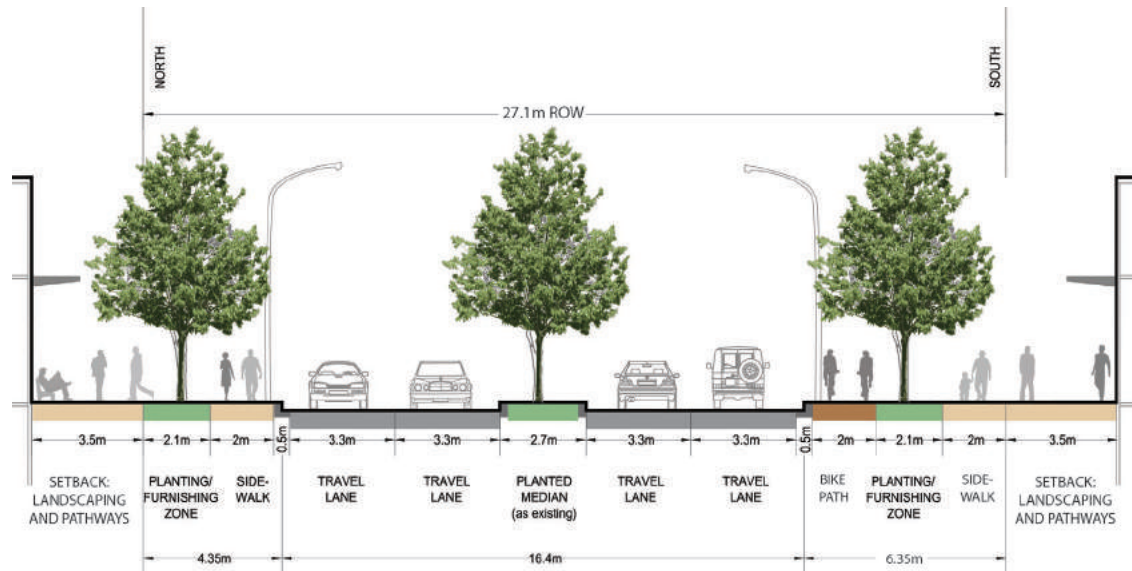 NORTH
SOUTH
27.1m ROW
3.5m
2.1m
2m
0.5m
3.3m
3.3m
2.7m
3.3m
3.3m
0.5m
2m
2.1m
2m
3.5m
SETBACK:
LANDSCAPING
AND PATHWAYS
PLANTING/
FURNISHING
ZONE
SIDE-
WALK
TRAVEL
LANE
TRAVEL
LANE
PLANTED
MEDIAN
(as existing)
TRAVEL
LANE
TRAVEL
LANE
BIKE
PATH
PLANTING/
FURNISHING
ZONE
SIDE-
WALK
SETBACK:
LANDSCAPING
AND PATHWAYS
4.35m
16.4m
6.35m